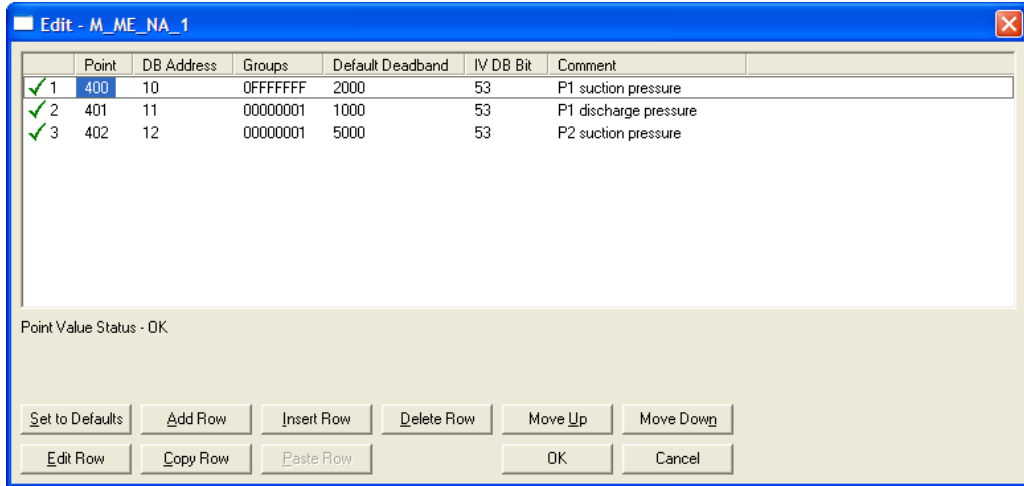 Edit - M_ME_NA_1
Point DB Address Groups Default Deadband IV DB Bit Comment
1 400 10 0FFFFFFF 2000 53 P1 suction pressure
2 401 11 00000001 1000 53 P1 discharge pressure
3 402 12 00000001 5000 53 P2 suction pressure
Point Value Status - OK
Set to Defaults Add Row Insert Row Delete Row Move Up Move Down
Edit Row Copy Row Paste Row OK Cancel